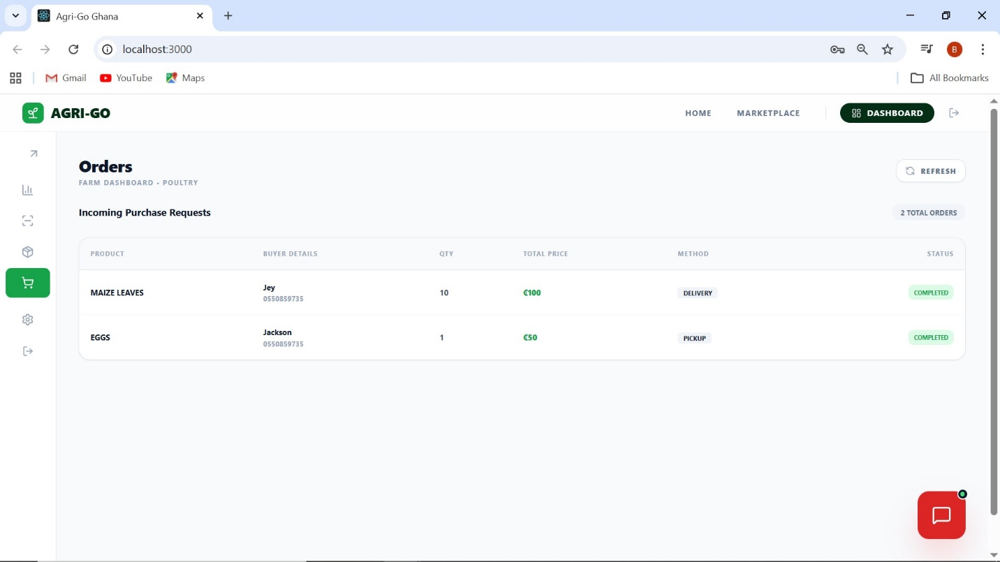 Agri-Go Ghana
localhost:3000
B
Gmail
YouTube
Maps
All Bookmarks
AGRI-GO
HOME
MARKETPLACE
DASHBOARD
Orders
FARM DASHBOARD • POULTRY
REFRESH
Incoming Purchase Requests
2 TOTAL ORDERS
PRODUCT BUYER DETAILS QTY TOTAL PRICE METHOD STATUS
MAIZE LEAVES Jey 10 ₵100 DELIVERY COMPLETED
0550859735
EGGS Jackson 1 ₵50 PICKUP COMPLETED
0550859735